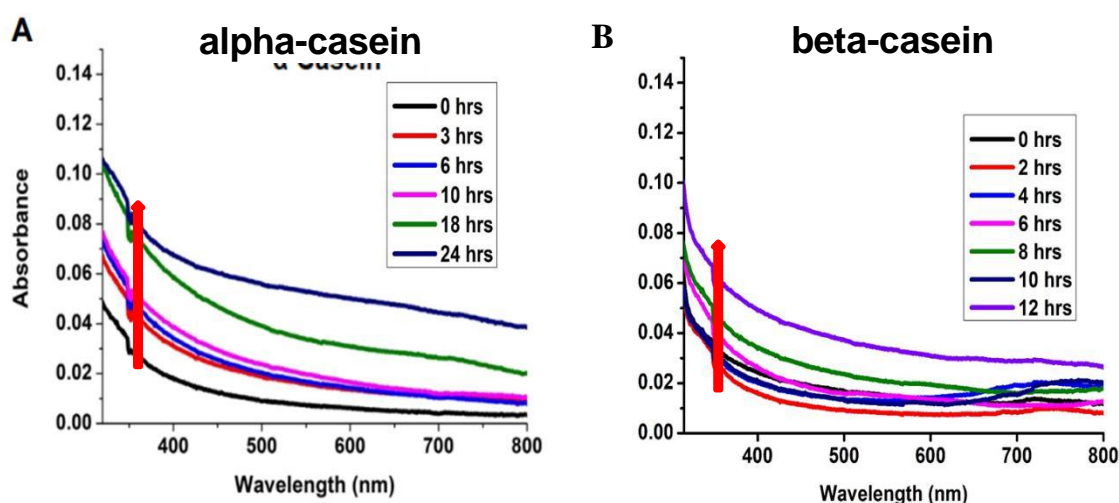 A
alpha-casein
α Casein
0.14
0.12
0.10
0.08
0.06
0.04
0.02
0.00
Absorbance
0 hrs
3 hrs
6 hrs
10 hrs
18 hrs
24 hrs
400 500 600 700 800
Wavelength (nm)
B
beta-casein
0.14
0.12
0.10
0.08
0.06
0.04
0.02
0.00
0 hrs
2 hrs
4 hrs
6 hrs
8 hrs
10 hrs
12 hrs
400 500 600 700 800
Wavelength (nm)